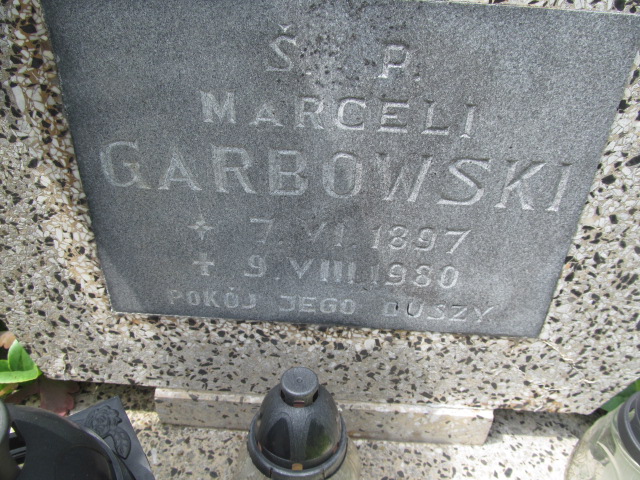 Ś. P.
MARCELI
GARBOWSKI
7. VI. 1897
9. VIII. 1980
POKÓJ JEGO DUSZY